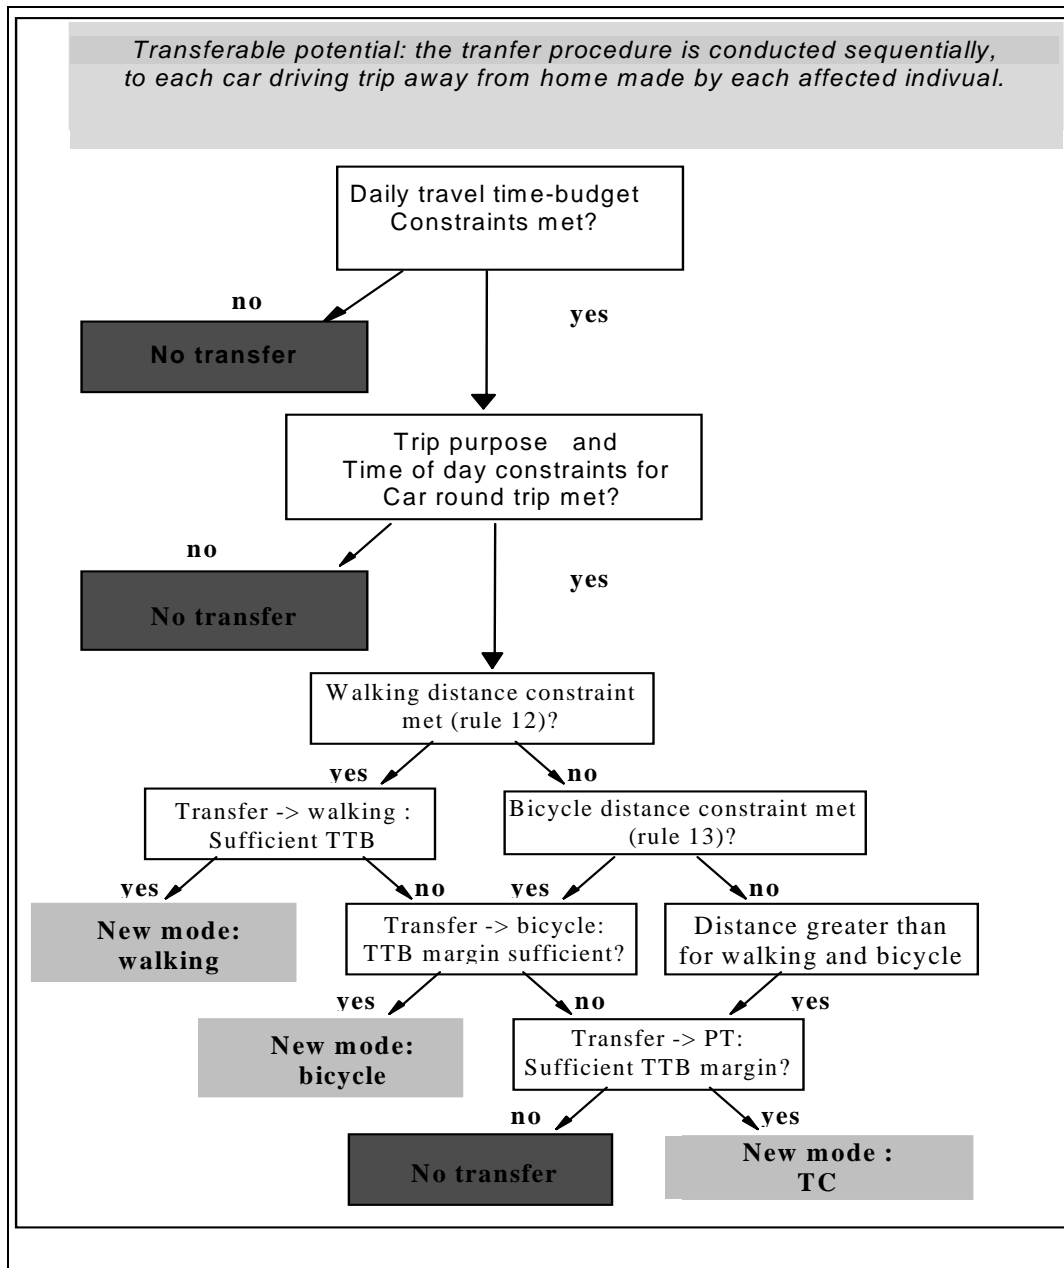 Transferable potential: the tranfer procedure is conducted sequentially,
to each car driving trip away from home made by each affected indivual.
Daily travel time-budget
Constraints met?
no
yes
No transfer
Trip purpose and
Time of day constraints for
Car round trip met?
no
yes
No transfer
Walking distance constraint
met (rule 12)?
yes
no
Transfer -> walking :
Sufficient TTB
Bicycle distance constraint met
(rule 13)?
yes
no
yes
no
New mode:
walking
Transfer -> bicycle:
TTB margin sufficient?
Distance greater than
for walking and bicycle
yes
no
yes
New mode:
bicycle
Transfer -> PT:
Sufficient TTB margin?
no
yes
No transfer
New mode :
TC